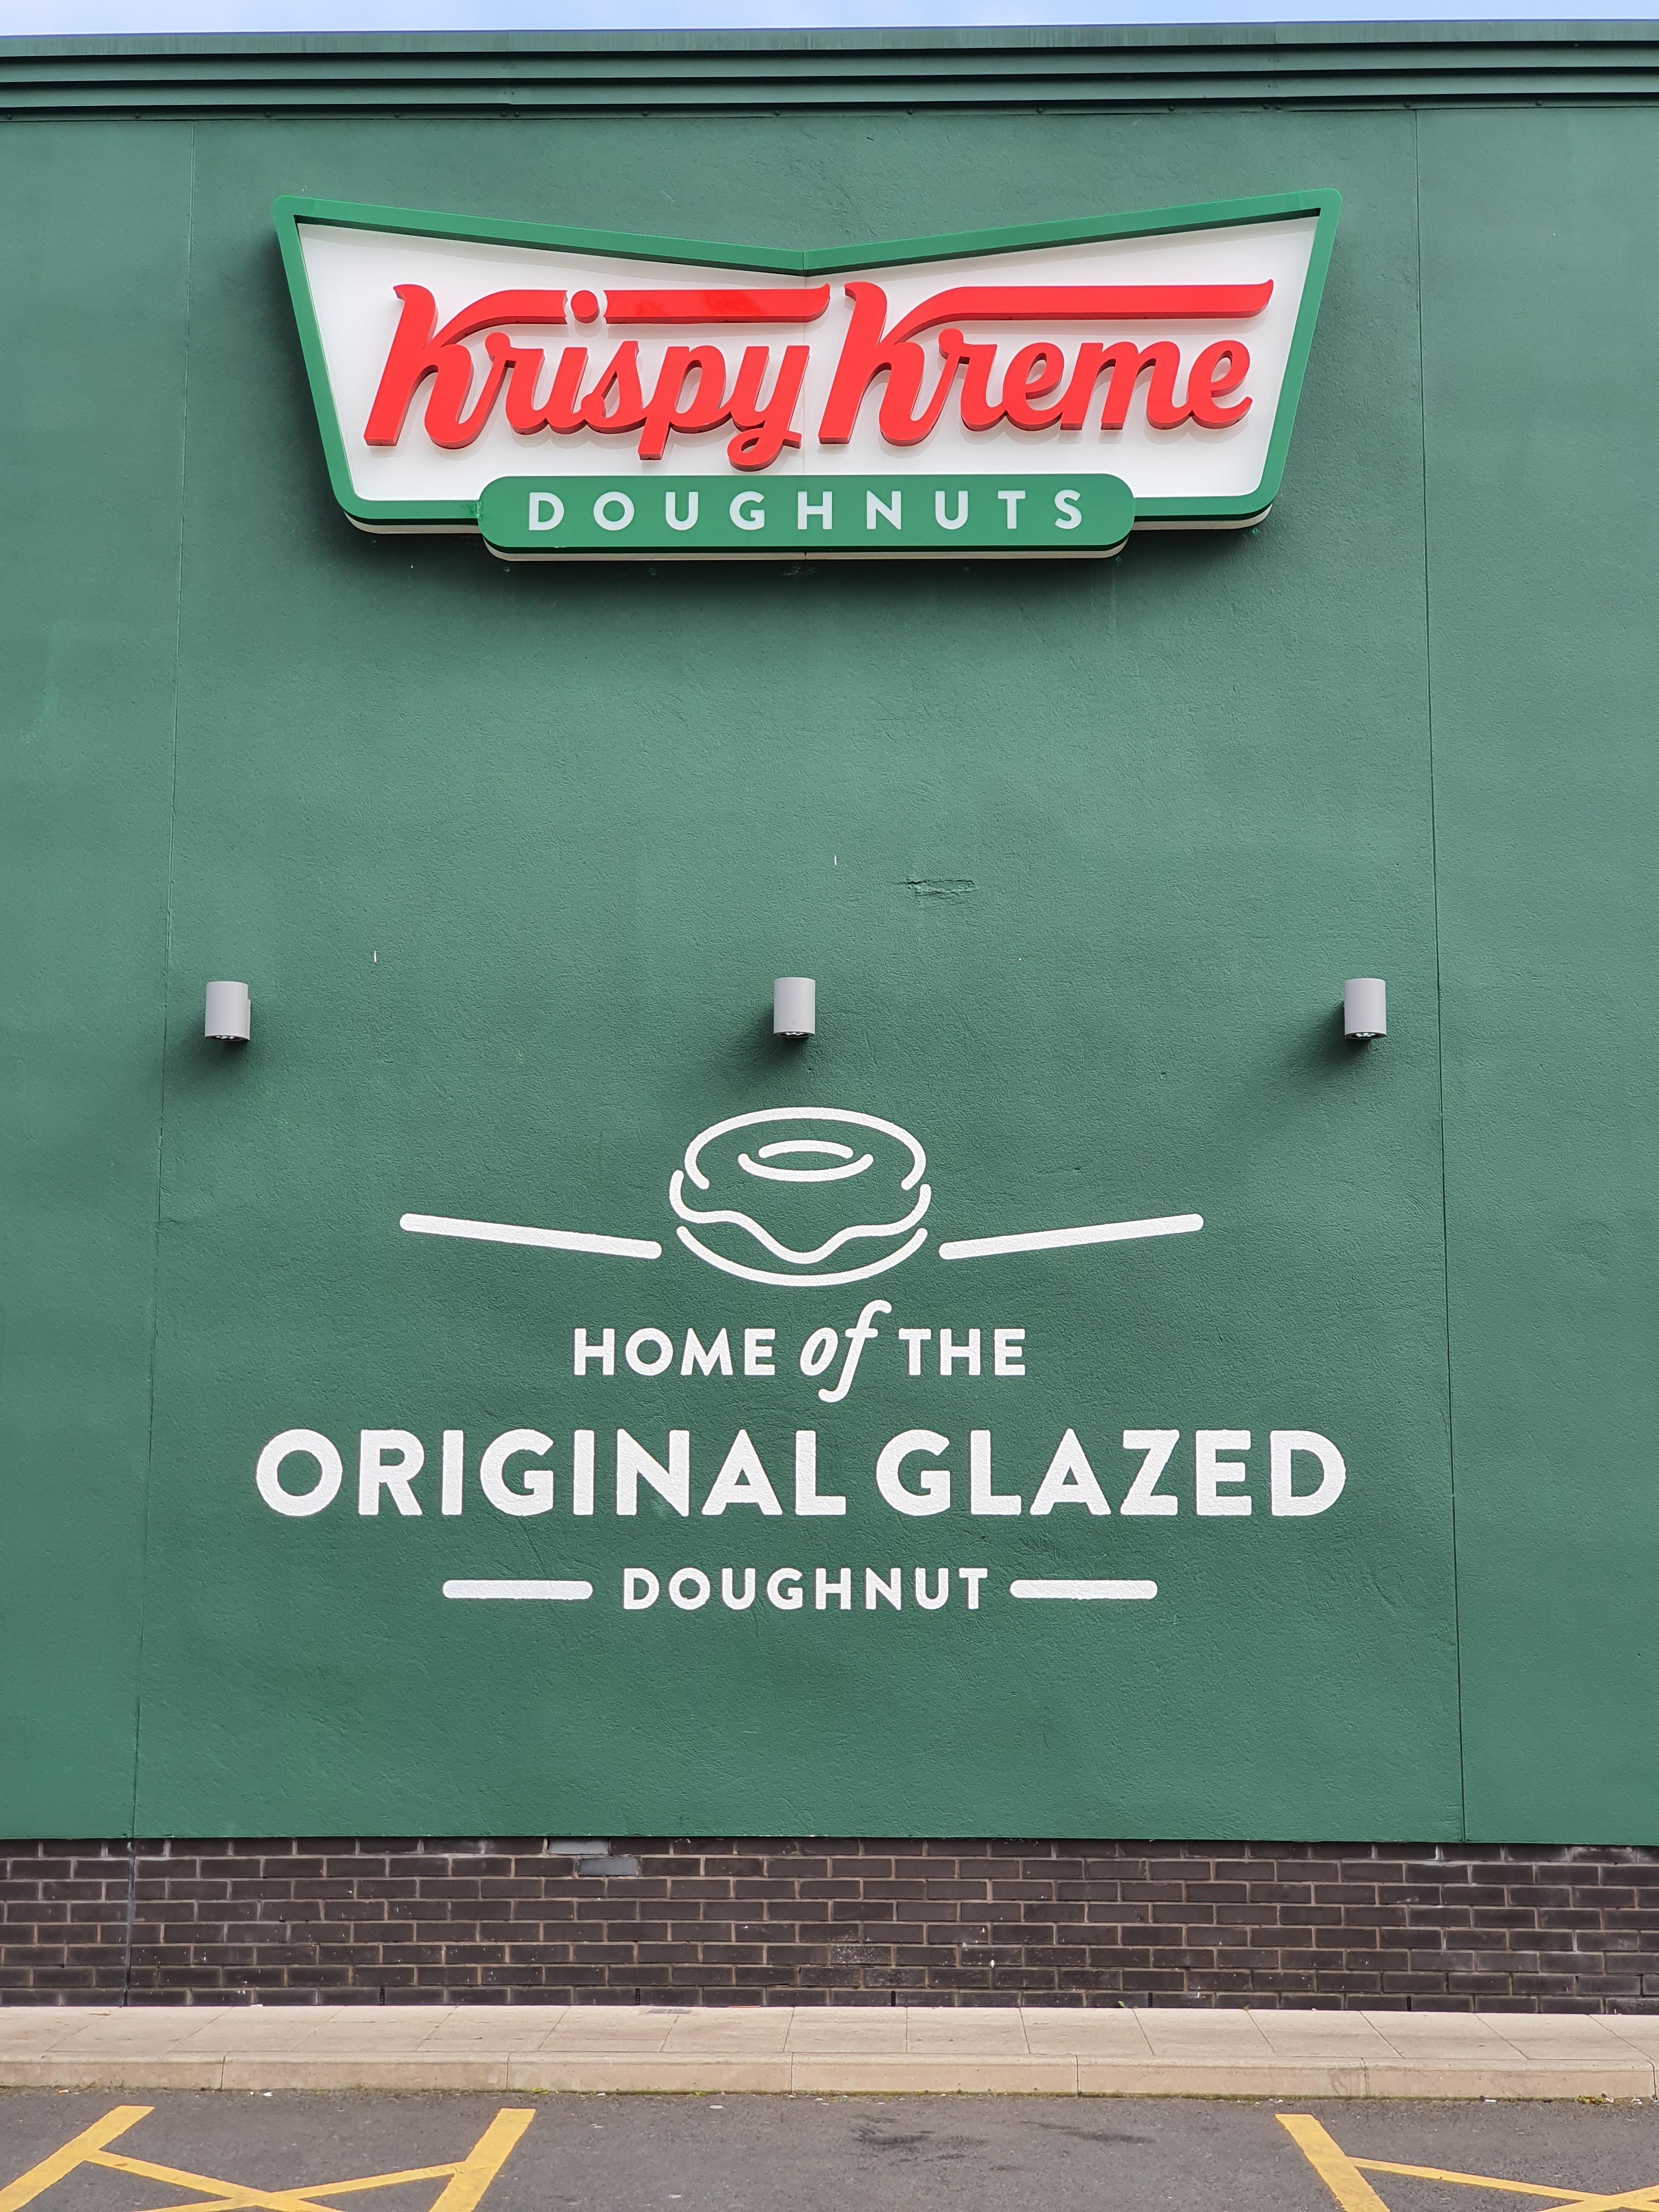 Krispy Kreme
DOUGHNUTS
HOME of THE
ORIGINAL GLAZED
DOUGHNUT